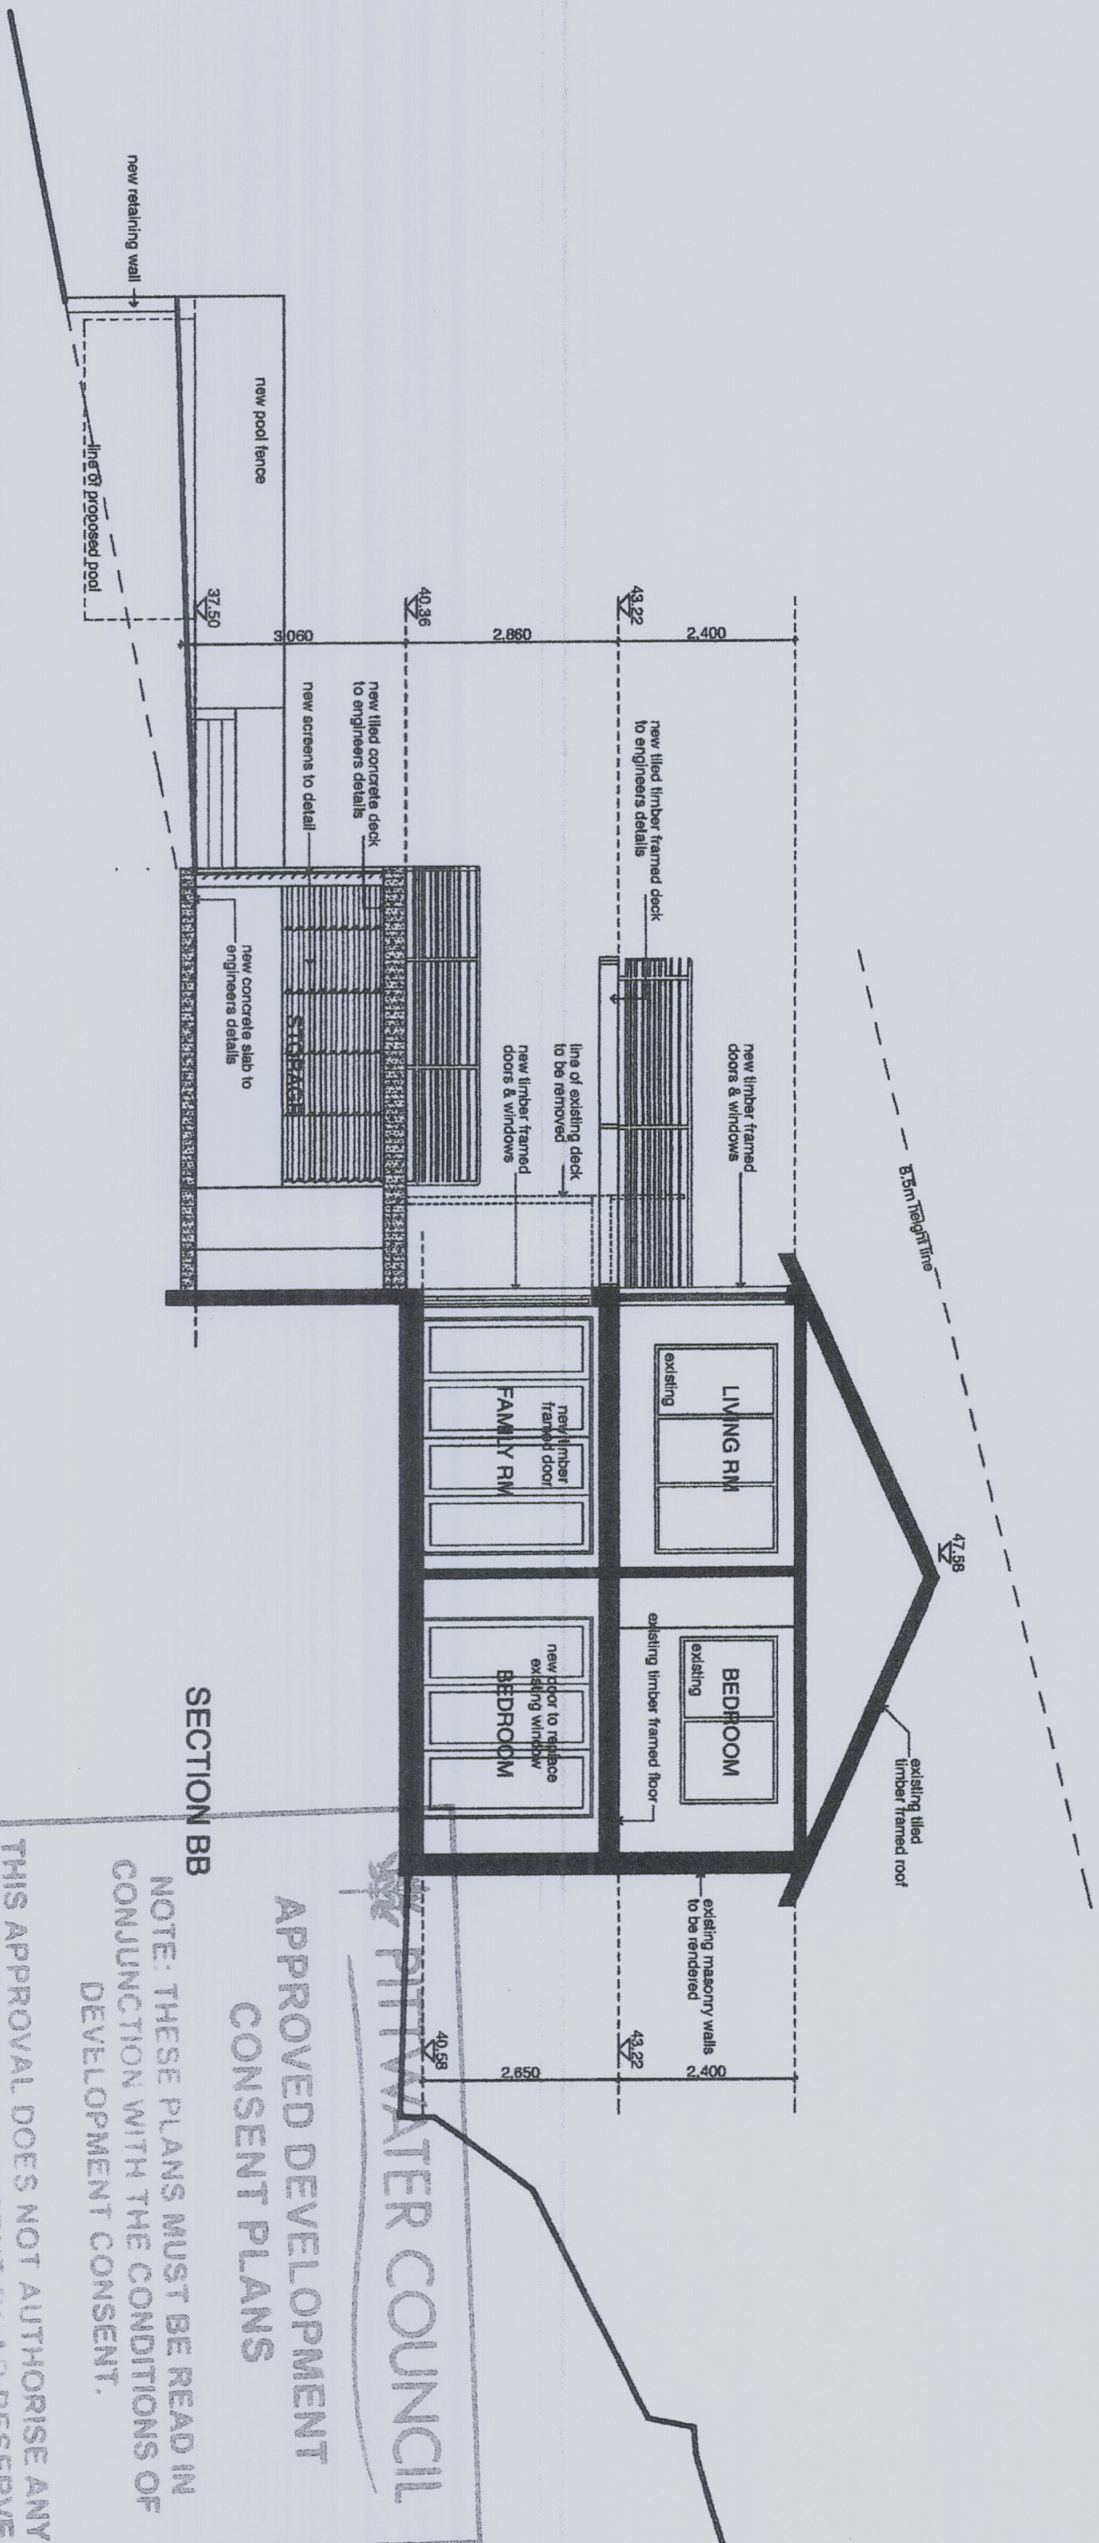 8.5m height line
47.58
existing tiled
timber framed roof
new timber framed
doors & windows
2,400
43.22
new tiled timber framed deck
to engineers details
LIVING RM
existing
BEDROOM
existing
existing timber framed floor
existing masonry walls
to be rendered
2,400
43.22
line of existing deck
to be removed
new timber framed
doors & windows
2,860
40.36
new timber
framed door
FAMILY RM
new door to replace
existing window
BEDROOM
2,650
40.58
new tiled concrete deck
to engineers details
new screens to detail
3,060
37.50
STORAGE
new concrete slab to
engineers details
new pool fence
new retaining wall
line of proposed pool
SECTION BB
PITTWATER COUNCIL
APPROVED DEVELOPMENT
CONSENT PLANS
NOTE: THESE PLANS MUST BE READ IN
CONJUNCTION WITH THE CONDITIONS OF
DEVELOPMENT CONSENT.
THIS APPROVAL DOES NOT AUTHORISE ANY